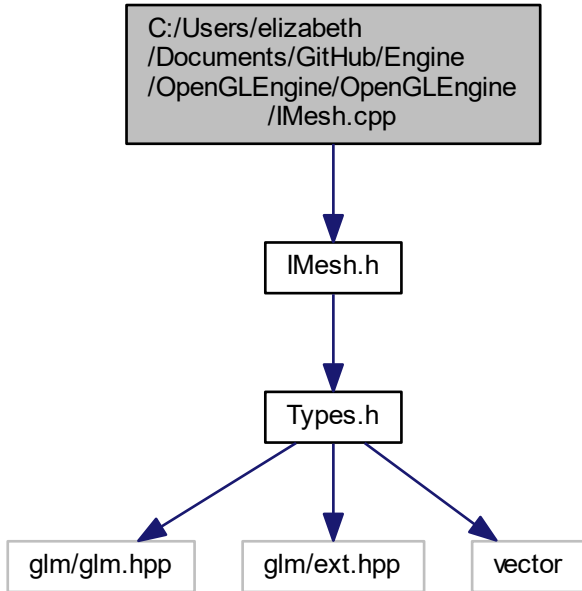 C:/Users/elizabeth
/Documents/GitHub/Engine
/OpenGLEngine/OpenGLEngine
/IMesh.cpp
IMesh.h
Types.h
glm/glm.hpp
glm/ext.hpp
vector